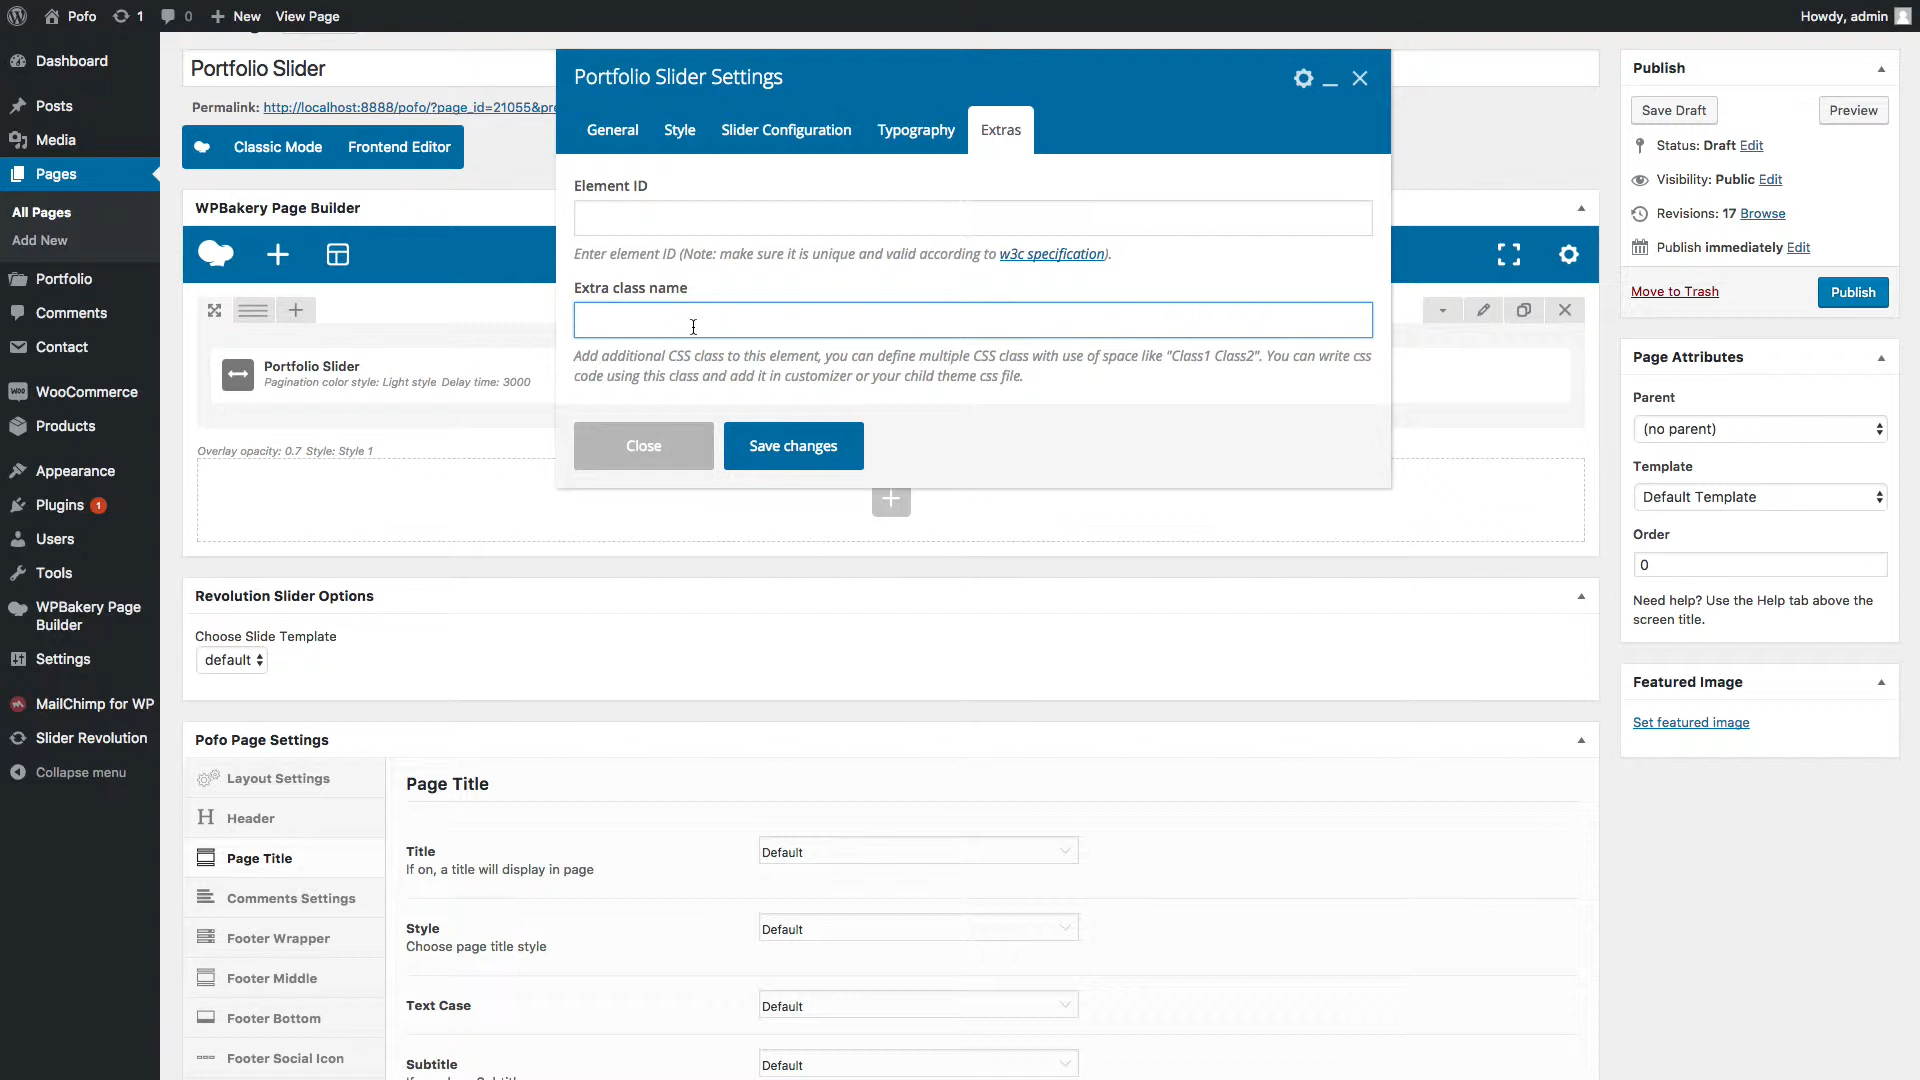 Pofo
1
0
New
View Page
Howdy, admin
Dashboard
Posts
Media
Pages
All Pages
Add New
Portfolio
Comments
Contact
WooCommerce
Products
Appearance
Plugins 1
Users
Tools
WPBakery Page
Builder
Settings
MailChimp for WP
Slider Revolution
Collapse menu
Portfolio Slider
Permalink: http://localhost:8888/pofo/?page_id=21055&pre
Classic Mode
Frontend Editor
WPBakery Page Builder
Portfolio Slider
Pagination color style: Light style Delay time: 3000
Overlay opacity: 0.7 Style: Style 1
Portfolio Slider Settings
General
Style
Slider Configuration
Typography
Extras
Element ID
Enter element ID (Note: make sure it is unique and valid according to w3c specification).
Extra class name
Add additional CSS class to this element, you can define multiple CSS class with use of space like "Class1 Class2". You can write css
code using this class and add it in customizer or your child theme css file.
Close
Save changes
Revolution Slider Options
Choose Slide Template
default
Pofo Page Settings
Layout Settings
Header
Page Title
Comments Settings
Footer Wrapper
Footer Middle
Footer Bottom
Footer Social Icon
Page Title
Title
If on, a title will display in page
Default
Style
Choose page title style
Default
Text Case
Default
Subtitle
Default
Publish
Save Draft
Preview
Status: Draft Edit
Visibility: Public Edit
Revisions: 17 Browse
Publish immediately Edit
Move to Trash
Publish
Page Attributes
Parent
(no parent)
Template
Default Template
Order
0
Need help? Use the Help tab above the
screen title.
Featured Image
Set featured image